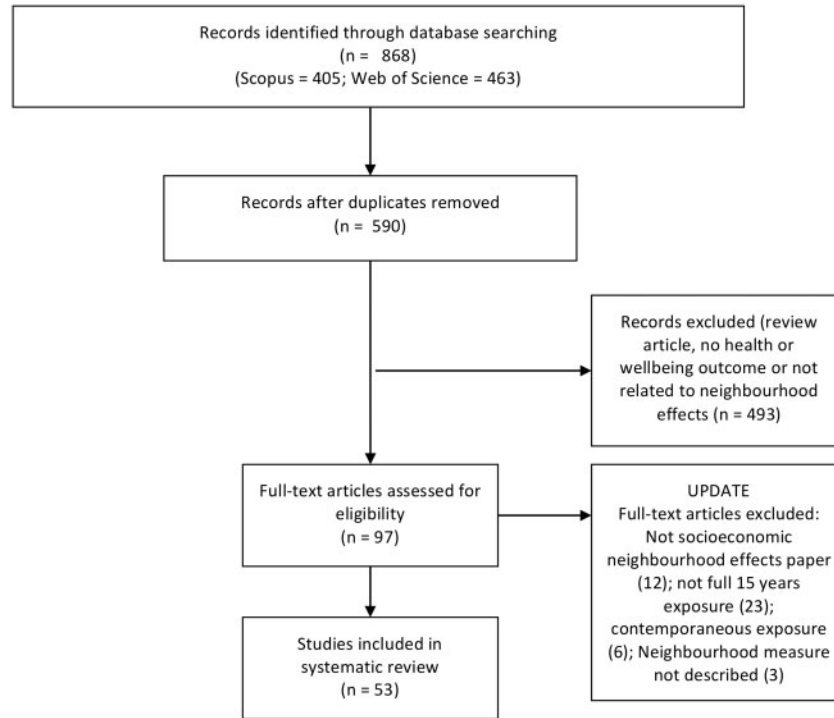 Records identified through database searching
(n = 868)
(Scopus = 405; Web of Science = 463)
Records after duplicates removed
(n = 590)
Records excluded (review
article, no health or
wellbeing outcome or not
related to neighbourhood
effects (n = 493)
Full-text articles assessed for
eligibility
(n = 97)
UPDATE
Full-text articles excluded:
Not socioeconomic
neighbourhood effects paper
(12); not full 15 years
exposure (23);
contemporaneous exposure
(6); Neighbourhood measure
not described (3)
Studies included in
systematic review
(n = 53)